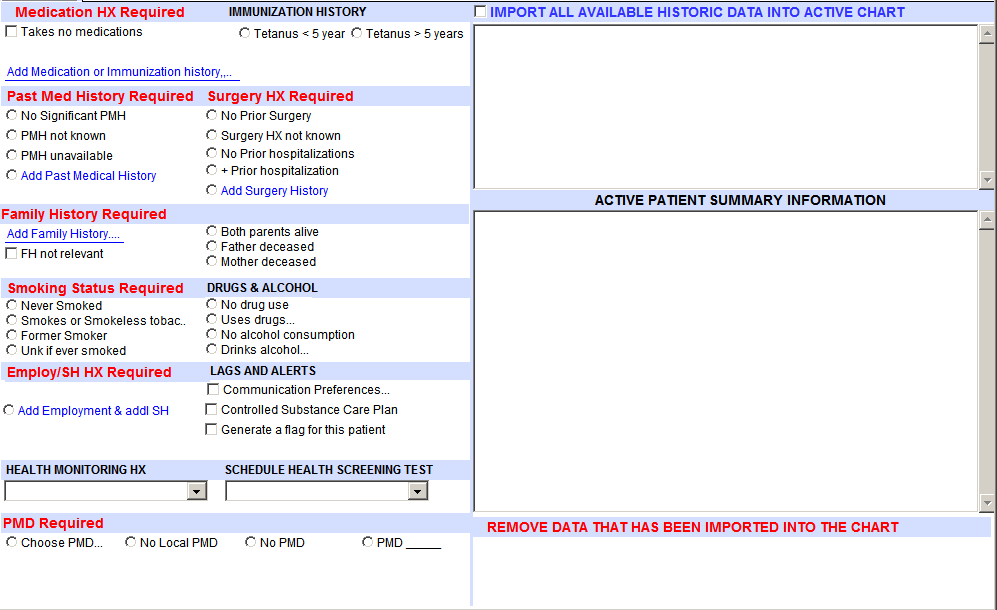 Medication HX Required
IMMUNIZATION HISTORY
Takes no medications
Tetanus < 5 year
Tetanus > 5 years
Add Medication or Immunization history,,..
Past Med History Required
Surgery HX Required
No Significant PMH
PMH not known
PMH unavailable
Add Past Medical History
No Prior Surgery
Surgery HX not known
No Prior hospitalizations
+ Prior hospitalization
Add Surgery History
Family History Required
Add Family History....
FH not relevant
Both parents alive
Father deceased
Mother deceased
Smoking Status Required
Never Smoked
Smokes or Smokeless tobac..
Former Smoker
Unk if ever smoked
DRUGS & ALCOHOL
No drug use
Uses drugs...
No alcohol consumption
Drinks alcohol...
Employ/SH HX Required
Add Employment & addl SH
LAGS AND ALERTS
Communication Preferences...
Controlled Substance Care Plan
Generate a flag for this patient
HEALTH MONITORING HX
SCHEDULE HEALTH SCREENING TEST
PMD Required
Choose PMD...
No Local PMD
No PMD
PMD _____
IMPORT ALL AVAILABLE HISTORIC DATA INTO ACTIVE CHART
ACTIVE PATIENT SUMMARY INFORMATION
REMOVE DATA THAT HAS BEEN IMPORTED INTO THE CHART